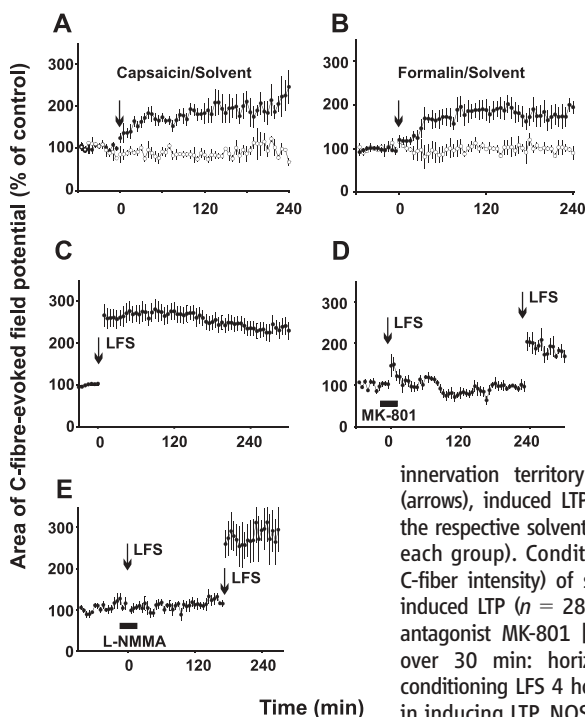 Area of C-fibre-evoked field potential (% of control)
A
Capsaicin/Solvent
300
200
100
0
0
120
240
B
Formalin/Solvent
300
200
100
0
0
120
240
C
LFS
300
200
100
0
0
120
240
D
LFS
LFS
MK-801
300
200
100
0
0
120
240
E
LFS
LFS
L-NMMA
300
200
100
0
0
120
240
Time (min)
innervation territory
(arrows), induced LTP
the respective solvent
each group). Condit
C-fiber intensity) of s
induced LTP (n = 28
antagonist MK-801 [
over 30 min: horiz
conditioning LFS 4 ho
in inducing LTP. NOS